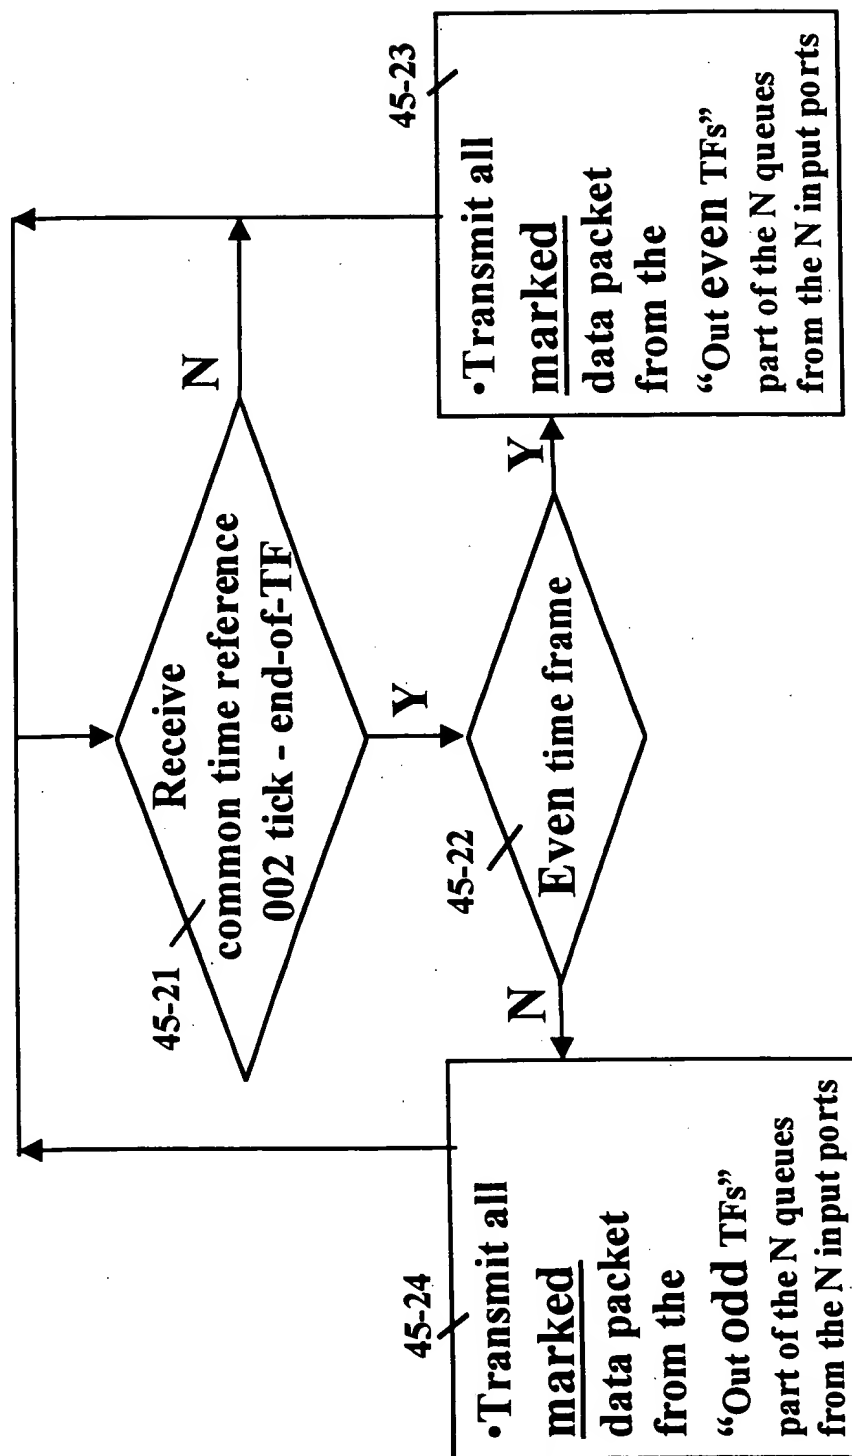 45-21
Receive
common time reference
002 tick - end-of-TF
N
Y
45-22
Even time frame
N
Y
45-24
•Transmit all
marked
data packet
from the
“Out odd TFs”
part of the N queues
from the N input ports
45-23
•Transmit all
marked
data packet
from the
“Out even TFs”
part of the N queues
from the N input ports